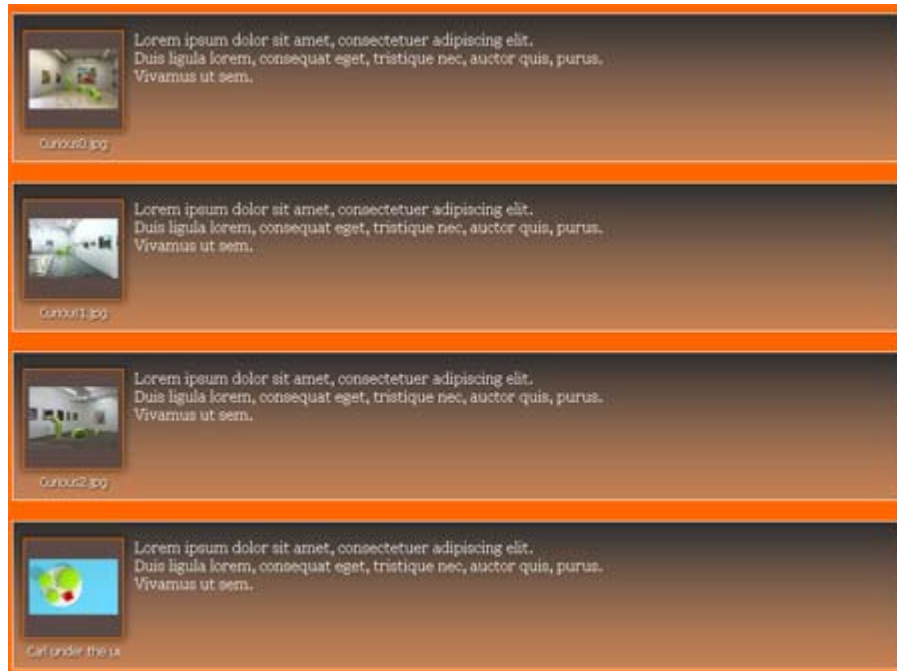 Lorem ipsum dolor sit amet, consectetuer adipiscing elit.
Duis ligula lorem, consequat eget, tristique nec, auctor quis, purus.
Vivamus ut sem.
Curious0.jpg
Lorem ipsum dolor sit amet, consectetuer adipiscing elit.
Duis ligula lorem, consequat eget, tristique nec, auctor quis, purus.
Vivamus ut sem.
Curious1.jpg
Lorem ipsum dolor sit amet, consectetuer adipiscing elit.
Duis ligula lorem, consequat eget, tristique nec, auctor quis, purus.
Vivamus ut sem.
Curious2.jpg
Lorem ipsum dolor sit amet, consectetuer adipiscing elit.
Duis ligula lorem, consequat eget, tristique nec, auctor quis, purus.
Vivamus ut sem.
Carl under the